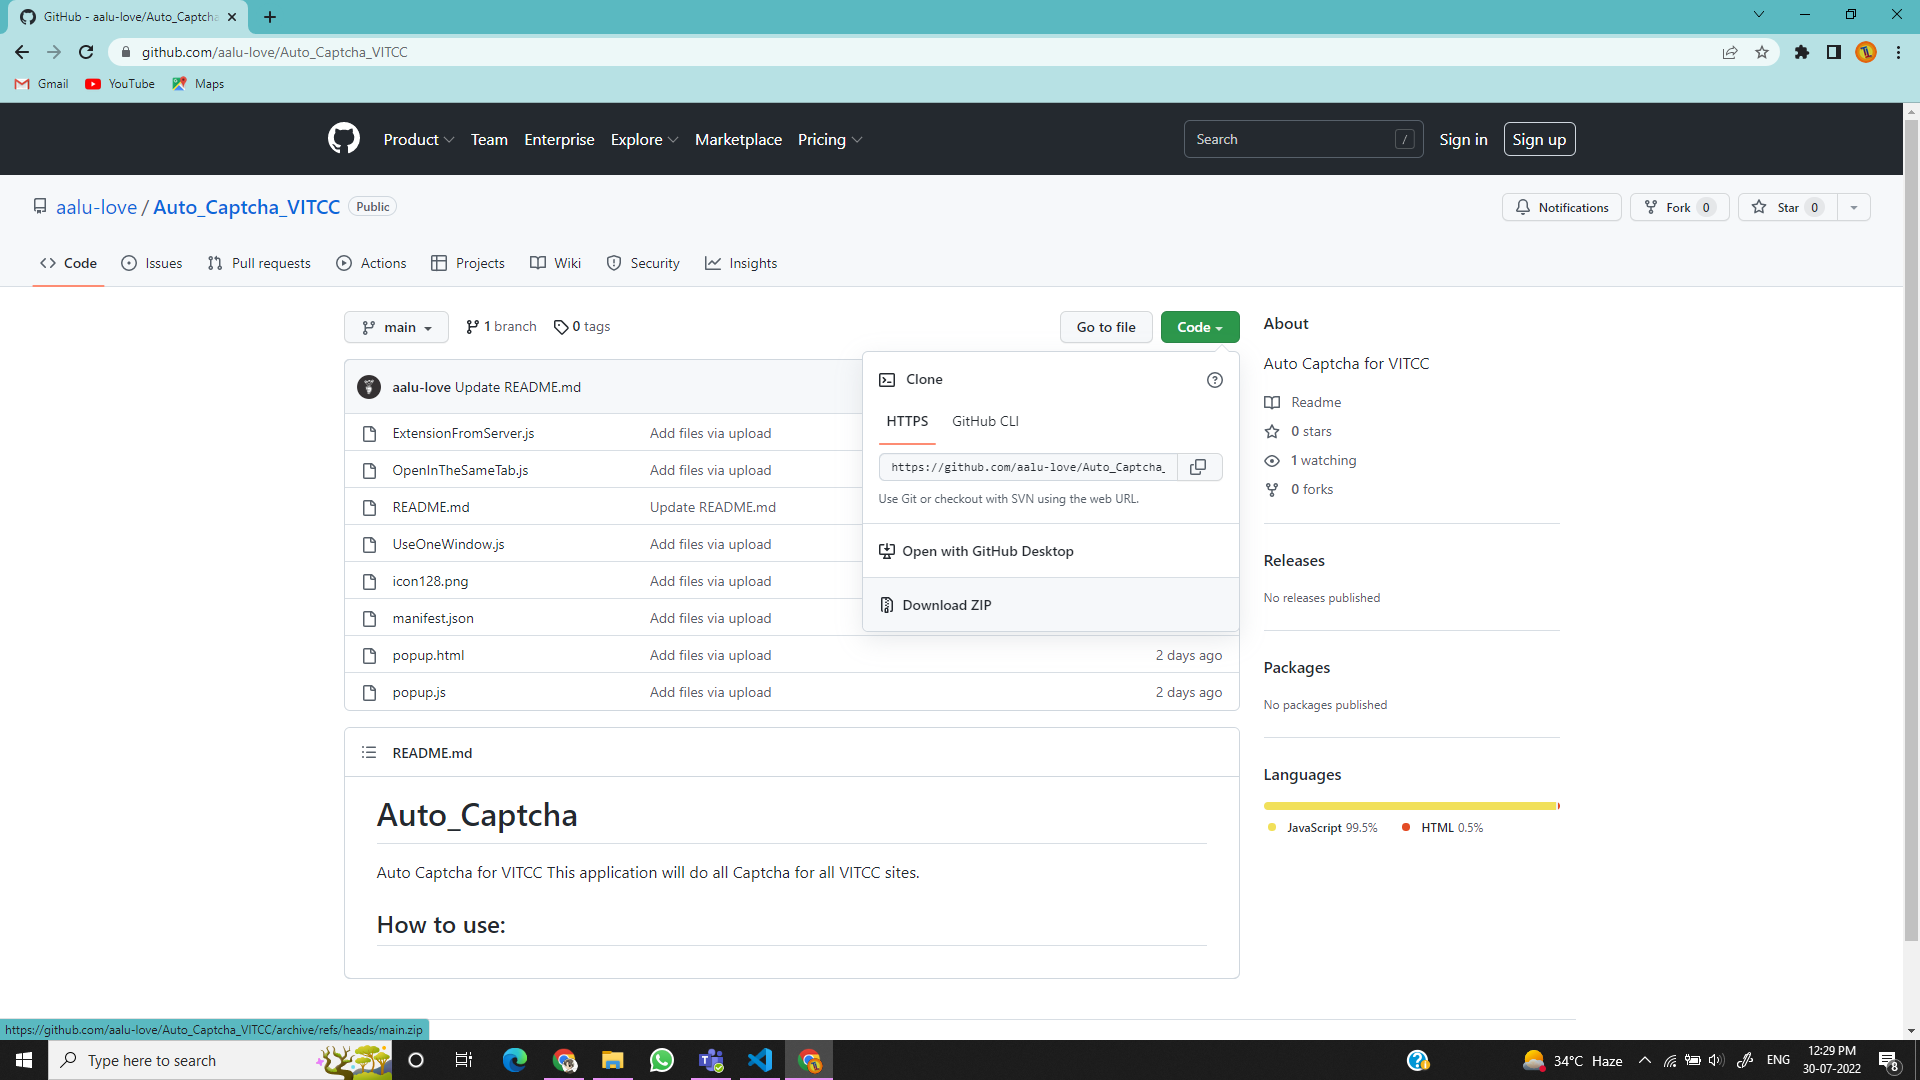 GitHub - aalu-love/Auto_Captcha
github.com/aalu-love/Auto_Captcha_VITCC
Gmail YouTube Maps
Product Team Enterprise Explore Marketplace Pricing Search / Sign in Sign up
aalu-love / Auto_Captcha_VITCC Public Notifications Fork 0 Star 0
Code Issues Pull requests Actions Projects Wiki Security Insights
main 1 branch 0 tags Go to file Code
About
Auto Captcha for VITCC
Readme
0 stars
1 watching
0 forks
Clone
HTTPS GitHub CLI
https://github.com/aalu-love/Auto_Captcha_
Use Git or checkout with SVN using the web URL.
Open with GitHub Desktop
Download ZIP
aalu-love Update README.md
ExtensionFromServer.js Add files via upload
OpenInTheSameTab.js Add files via upload
README.md Update README.md
UseOneWindow.js Add files via upload
icon128.png Add files via upload
manifest.json Add files via upload
popup.html Add files via upload 2 days ago
popup.js Add files via upload 2 days ago
Releases
No releases published
Packages
No packages published
Languages
JavaScript 99.5% HTML 0.5%
README.md
Auto_Captcha
Auto Captcha for VITCC This application will do all Captcha for all VITCC sites.
How to use:
https://github.com/aalu-love/Auto_Captcha_VITCC/archive/refs/heads/main.zip
Type here to search
34°C Haze
ENG
12:29 PM
30-07-2022
8